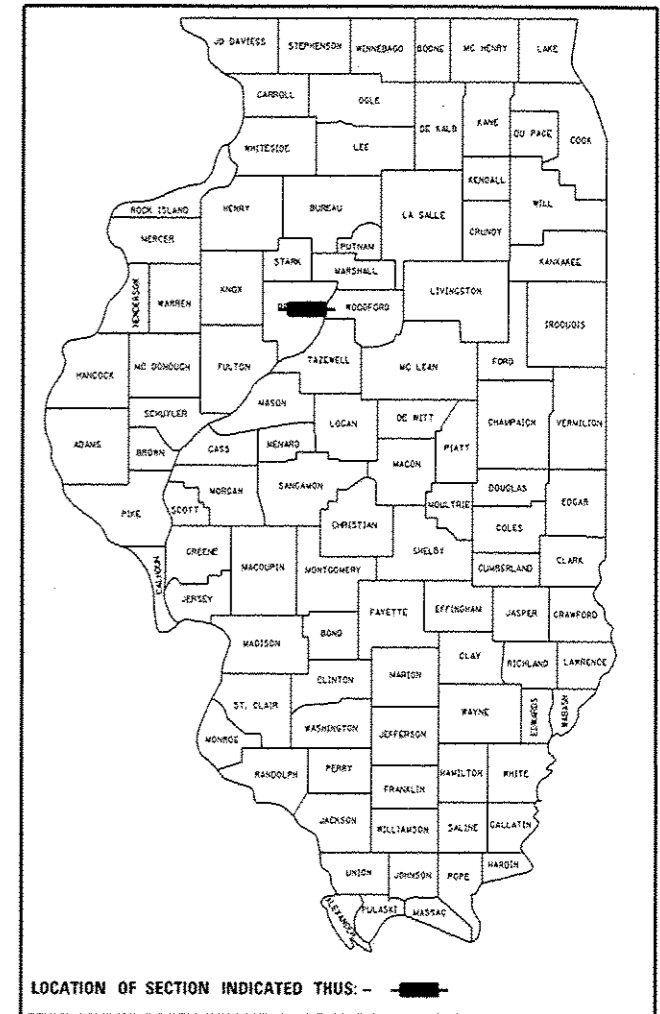 JO DAVIESS STEPHENSON WINNEBAGO BOONE MC HENRY LAKE
CARROLL OGLE DE KALB KANE DU PAGE COOK
WHITESIDE LEE
KENDALL WILL
ROCK ISLAND HENRY BUREAU LA SALLE GRUNDY
MERCER PUTNAM
STARK MARSHALL KANKAKEE
HENDERSON WARREN KNOX WOODFORD LIVINGSTON
IROQUOIS
HANCOCK MC DONOUGH FULTON TAZEWELL MC LEAN FORD
MASON
SCHUYLER LOGAN DE WITT CHAMPAIGN VERMILION
ADAMS BROWN CASS MENARD PIATT
MACON
PIKE SCOTT MORGAN SANGAMON MOULTRIE DOUGLAS EDGAR
CHRISTIAN COLES
CALHOUN GREENE SHELBY
MACOUPIN MONTGOMERY CUMBERLAND CLARK
JERSEY
FAYETTE EFFINGHAM JASPER CRAWFORD
MADISON BOND
CLAY RICHLAND LAWRENCE
CLINTON MARION
ST. CLAIR WAYNE EDWARDS WABASH
WASHINGTON JEFFERSON
MONROE
RANDOLPH PERRY HAMILTON WHITE
FRANKLIN
JACKSON WILLIAMSON SALINE GALLATIN
UNION JOHNSON POPE HARDIN
ALEXANDER PULASKI MASSAC
LOCATION OF SECTION INDICATED THUS: -